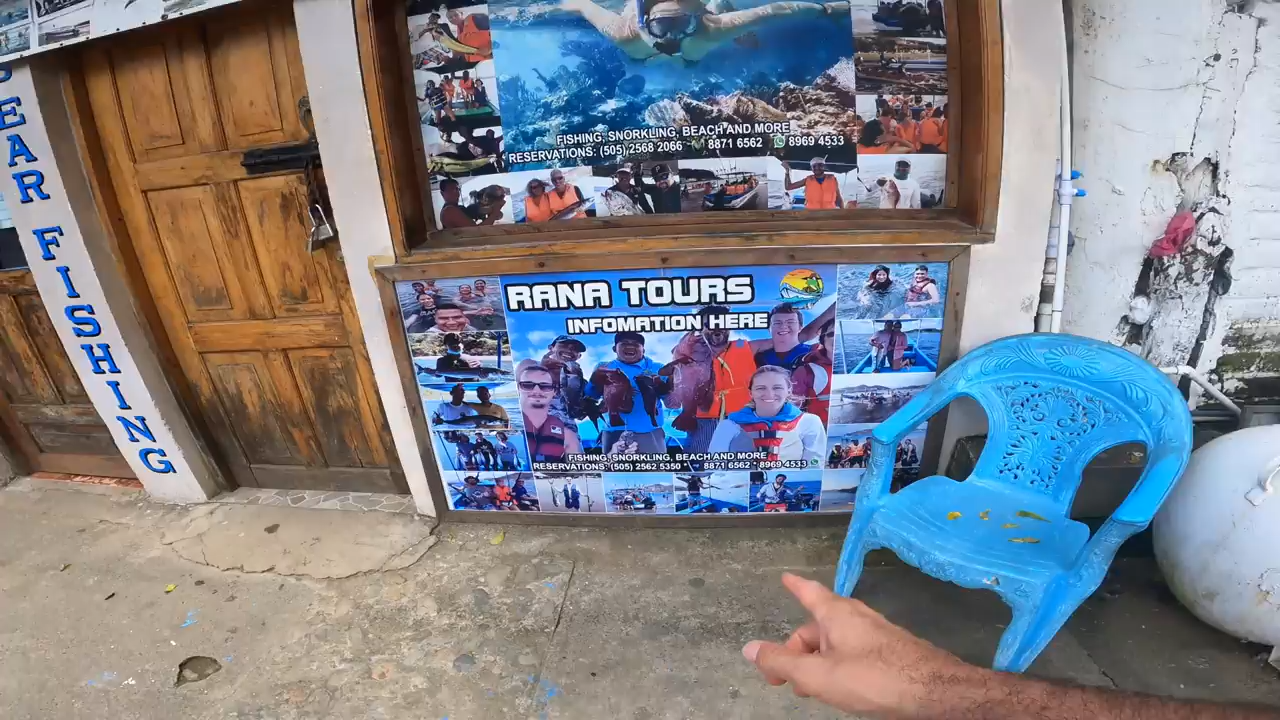 FISHING, SNORKLING, BEACH AND MORE
RESERVATIONS: (505) 2568 2066 * 8871 6562 * 8969 4533
EAR FISHING
RANA TOURS
INFOMATION HERE
FISHING, SNORKLING, BEACH AND MORE
RESERVATIONS: (505) 2562 5350 * 8871 6562 * 8969 4533